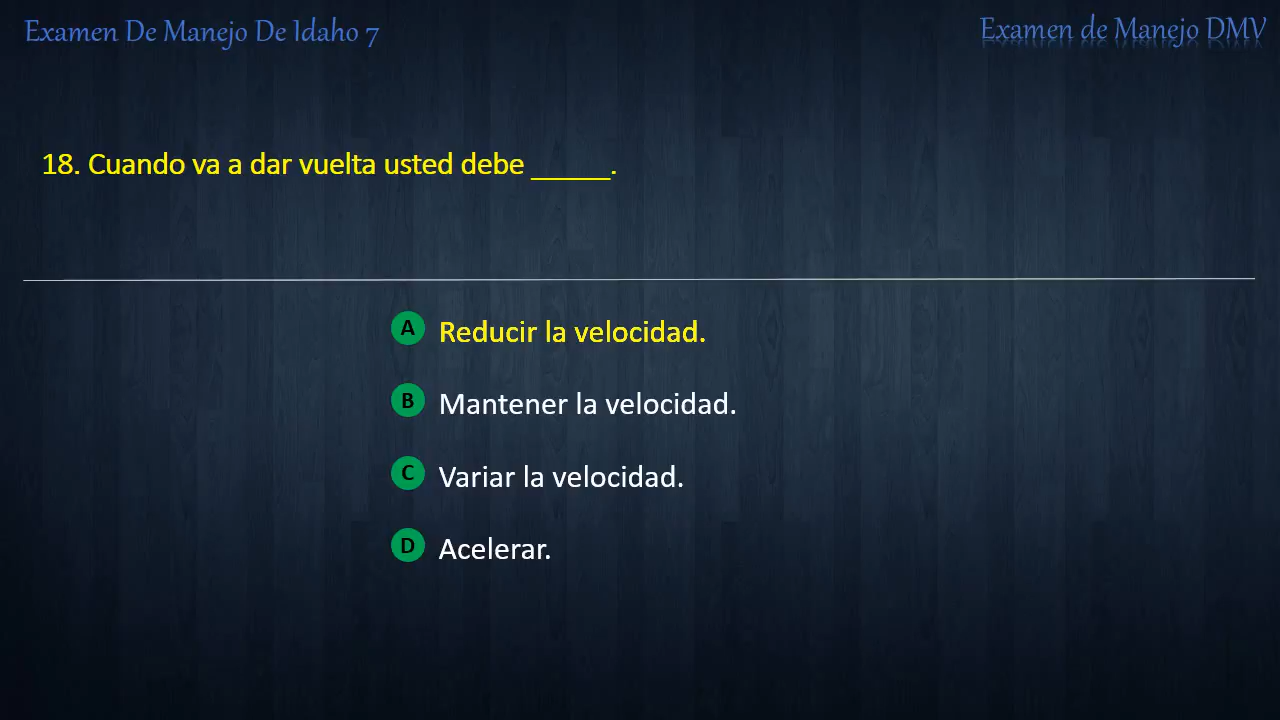 Examen De Manejo De Idaho 7
Examen de Manejo DMV
18. Cuando va a dar vuelta usted debe _____.
A Reducir la velocidad.
B Mantener la velocidad.
C Variar la velocidad.
D Acelerar.